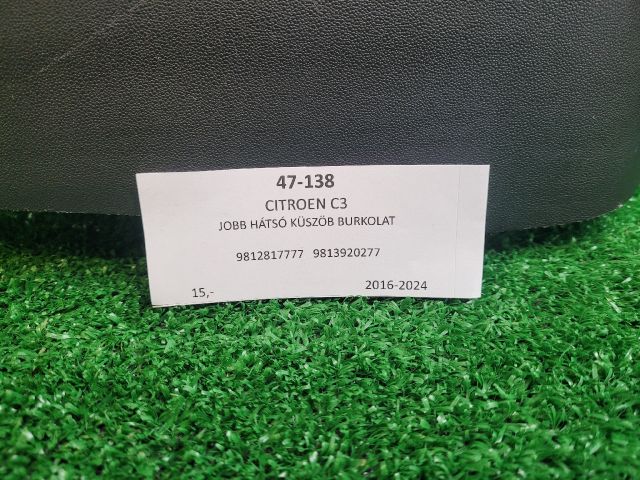 47-138
CITROEN C3
JOBB HÁTSÓ KÜSZÖB BURKOLAT
9812817777 9813920277
15,- 2016-2024